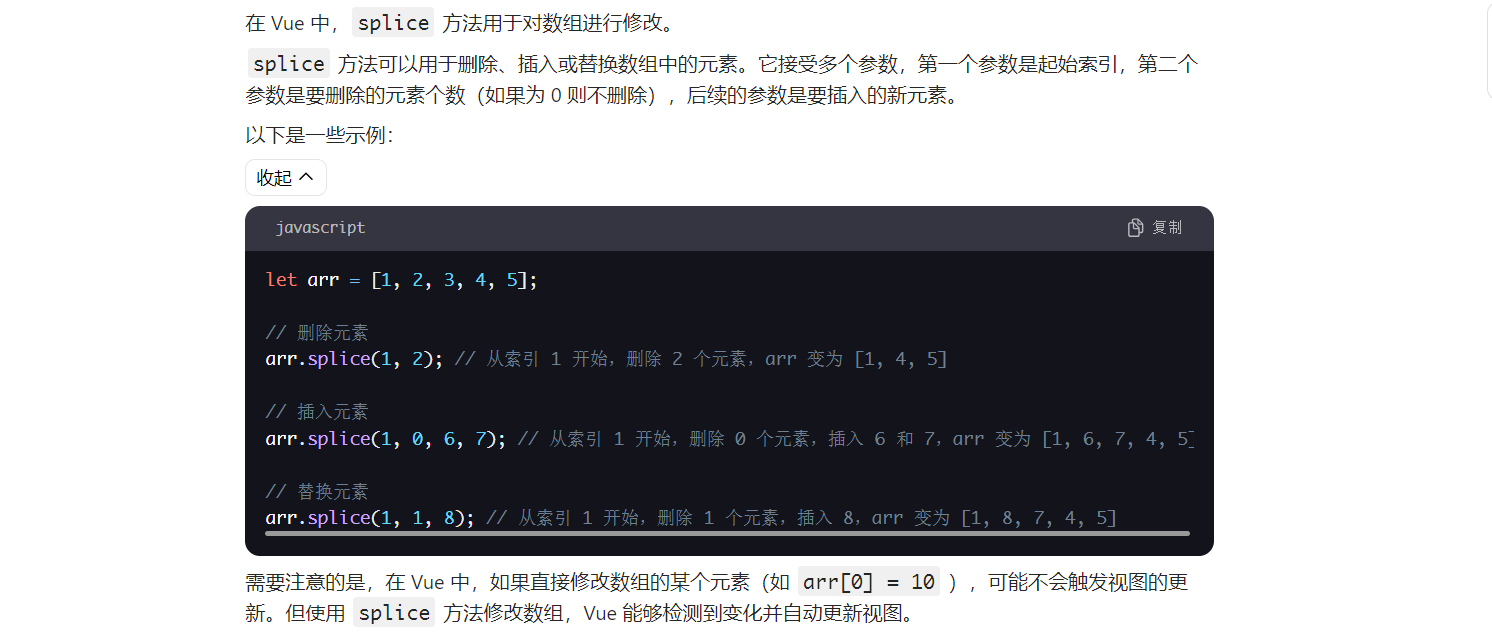 在 Vue 中， splice 方法用于对数组进行修改。
splice 方法可以用于删除、插入或替换数组中的元素。它接受多个参数，第一个参数是起始索引，第二个
参数是要删除的元素个数（如果为 0 则不删除），后续的参数是要插入的新元素。
以下是一些示例：
收起
javascript
复制
let arr = [1, 2, 3, 4, 5];
// 删除元素
arr.splice(1, 2); // 从索引 1 开始，删除 2 个元素，arr 变为 [1, 4, 5]
// 插入元素
arr.splice(1, 0, 6, 7); // 从索引 1 开始，删除 0 个元素，插入 6 和 7，arr 变为 [1, 6, 7, 4, 5]
// 替换元素
arr.splice(1, 1, 8); // 从索引 1 开始，删除 1 个元素，插入 8，arr 变为 [1, 8, 7, 4, 5]
需要注意的是，在 Vue 中，如果直接修改数组的某个元素（如 arr[0] = 10 ），可能不会触发视图的更
新。但使用 splice 方法修改数组，Vue 能够检测到变化并自动更新视图。